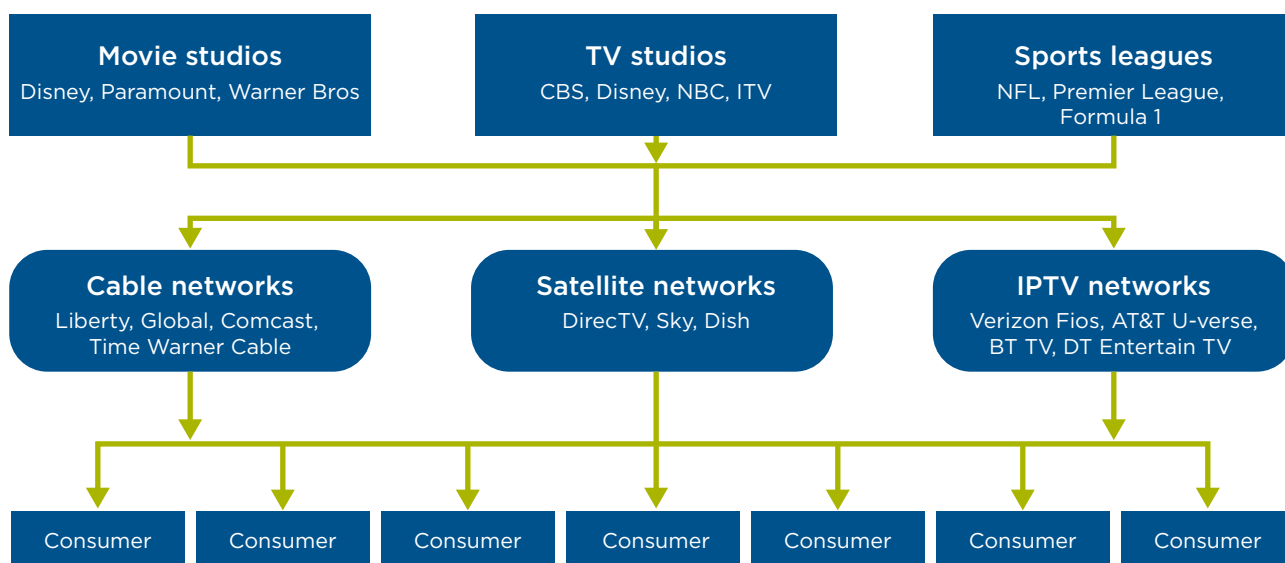 Movie studios
Disney, Paramount, Warner Bros
TV studios
CBS, Disney, NBC, ITV
Sports leagues
NFL, Premier League,
Formula 1
Cable networks
Liberty, Global, Comcast,
Time Warner Cable
Satellite networks
DirecTV, Sky, Dish
IPTV networks
Verizon Fios, AT&T U-verse,
BT TV, DT Entertain TV
Consumer
Consumer
Consumer
Consumer
Consumer
Consumer
Consumer